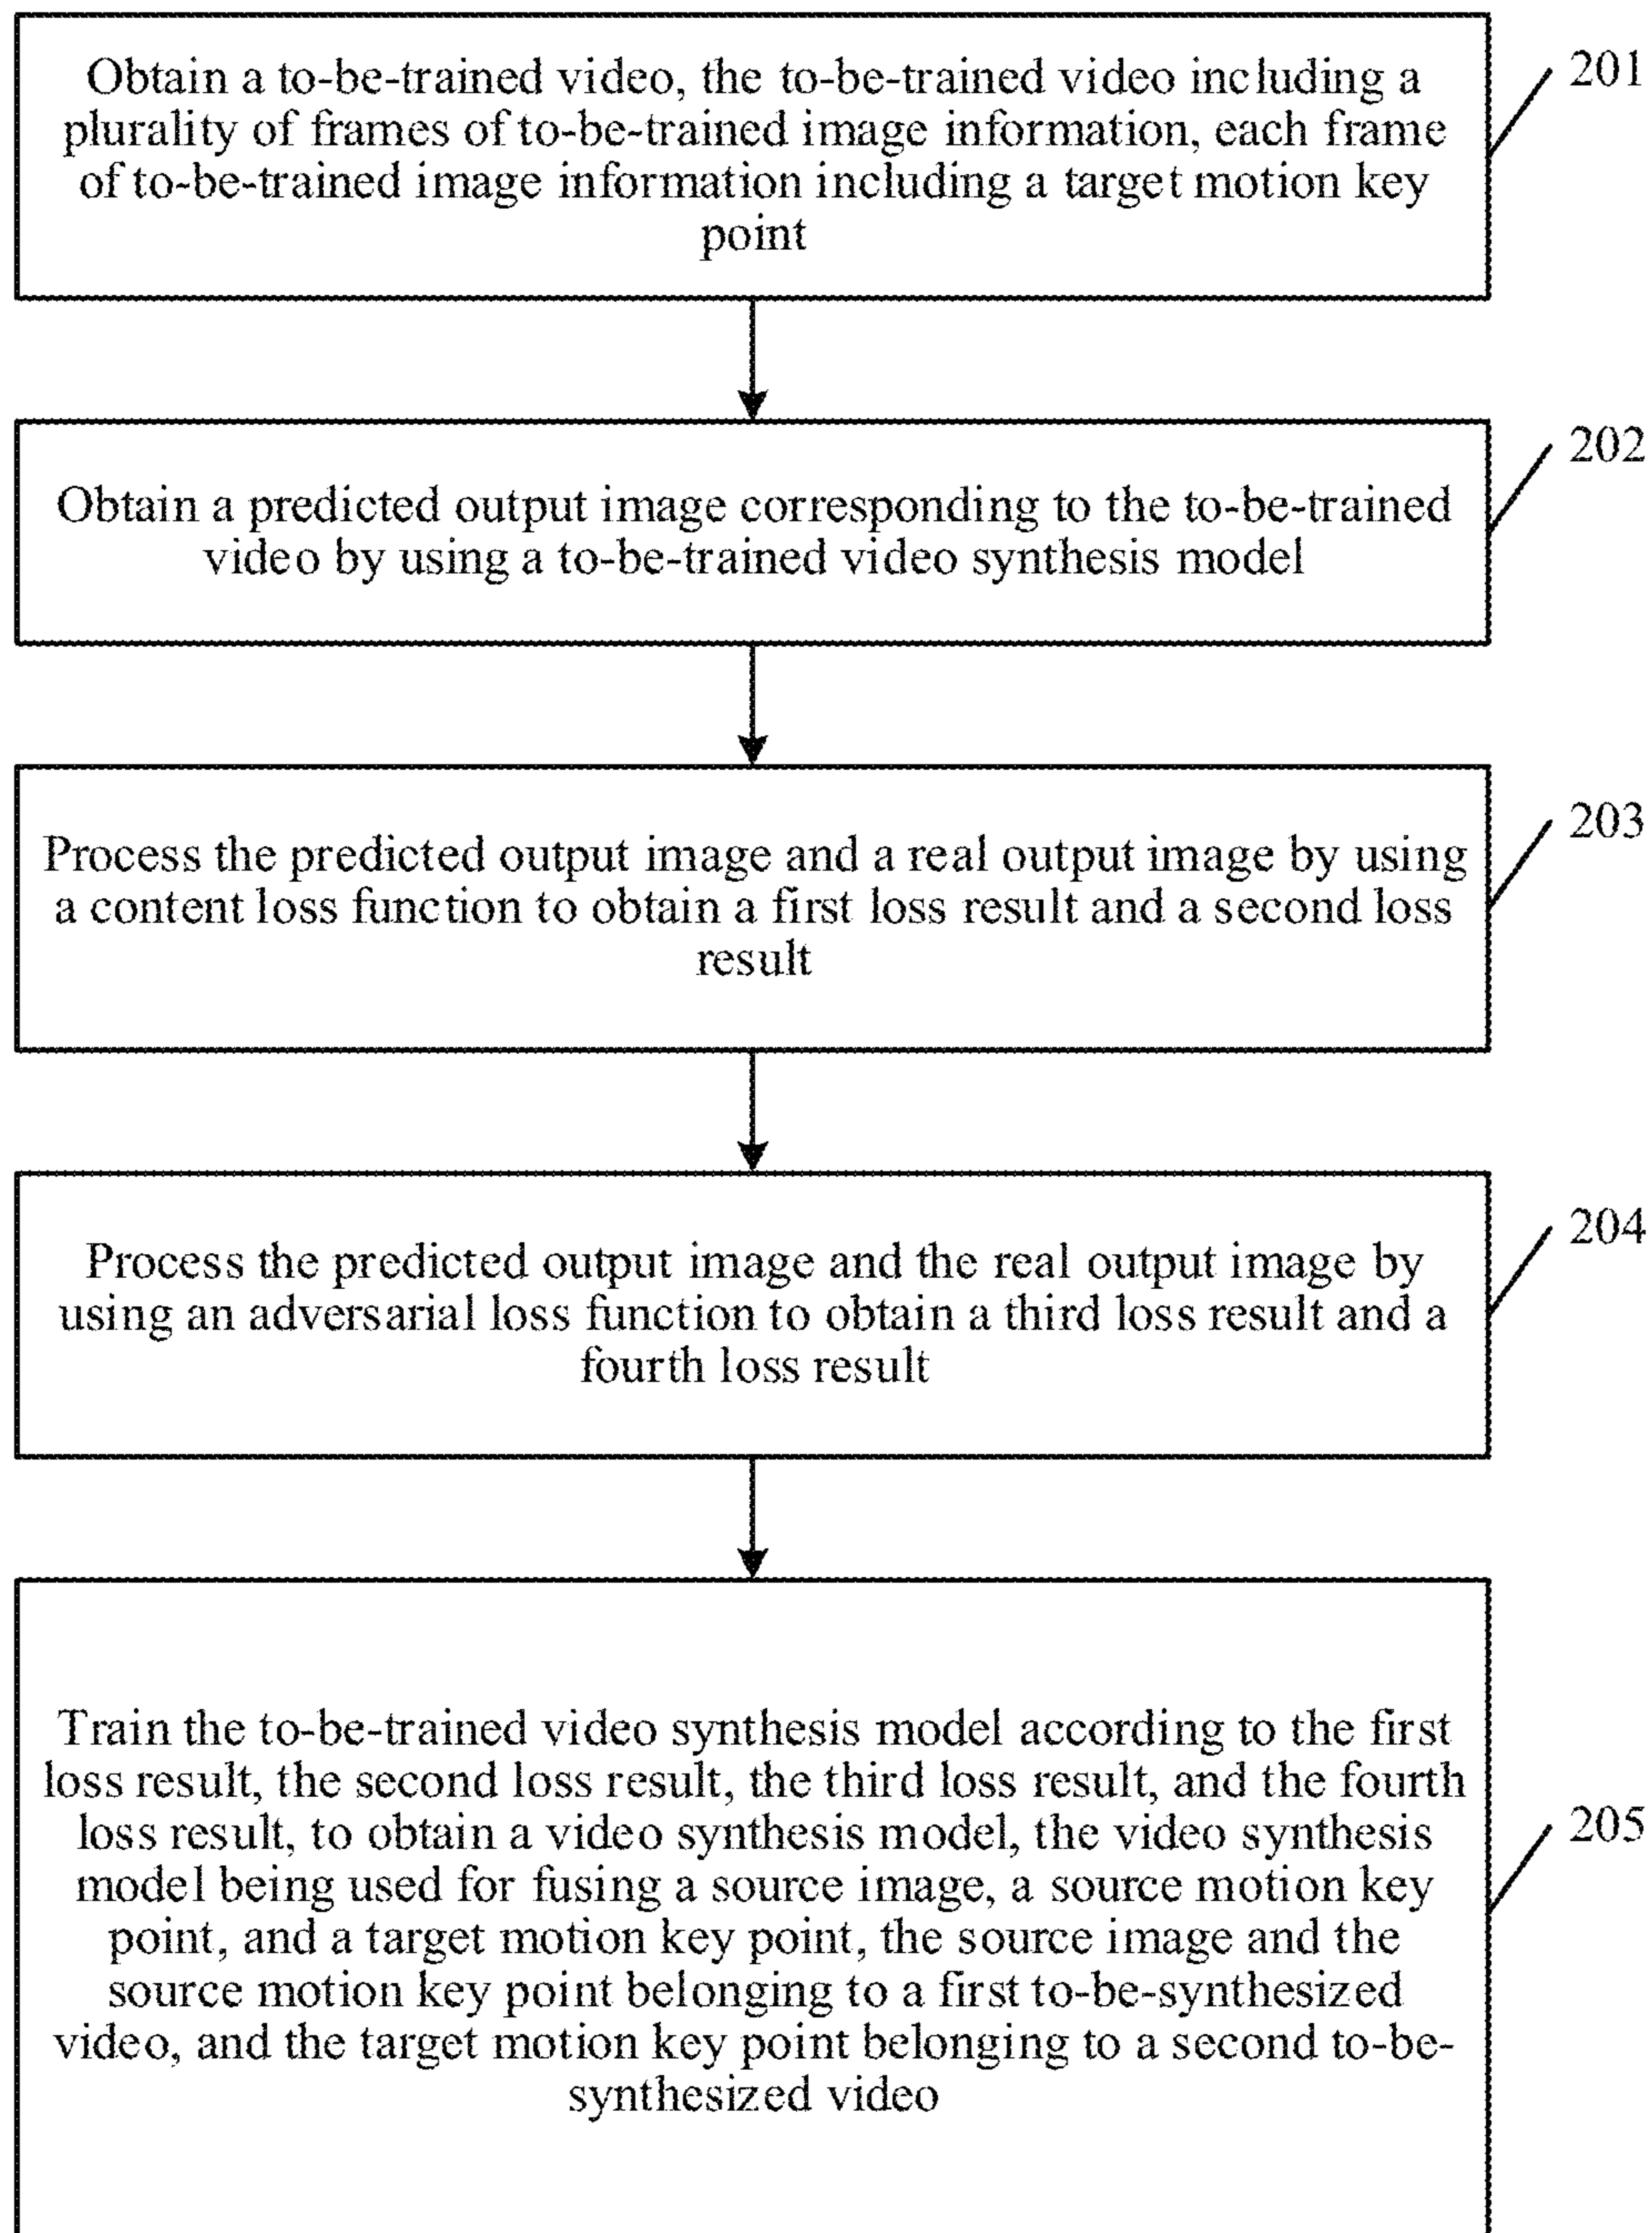 Obtain a to-be-trained video, the to-be-trained video including a
plurality of frames of to-be-trained image information, each frame
of to-be-trained image information including a target motion key
point
201
Obtain a predicted output image corresponding to the to-be-trained
video by using a to-be-trained video synthesis model
202
Process the predicted output image and a real output image by using
a content loss function to obtain a first loss result and a second loss
result
203
Process the predicted output image and the real output image by
using an adversarial loss function to obtain a third loss result and a
fourth loss result
204
Train the to-be-trained video synthesis model according to the first
loss result, the second loss result, the third loss result, and the fourth
loss result, to obtain a video synthesis model, the video synthesis
model being used for fusing a source image, a source motion key
point, and a target motion key point, the source image and the
source motion key point belonging to a first to-be-synthesized
video, and the target motion key point belonging to a second to-be-
synthesized video
205